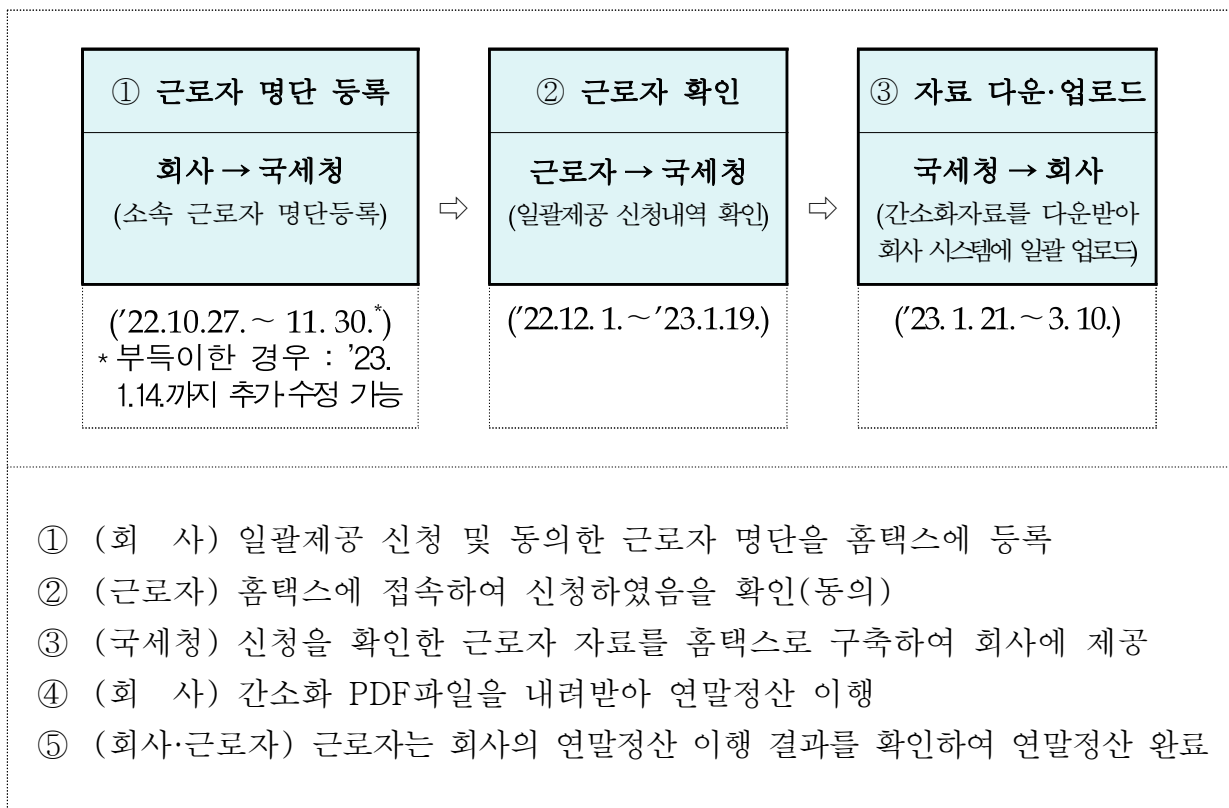 ① 근로자 명단 등록
회사 → 국세청
(소속 근로자 명단등록)
('22.10.27.～ 11. 30.*)
* 부득이한 경우 : '23.
1.14.까지 추가·수정 가능
⇨
② 근로자 확인
근로자 → 국세청
(일괄제공 신청내역 확인)
('22.12. 1.～'23.1.19.)
⇨
③ 자료 다운·업로드
국세청 → 회사
(간소화자료를 다운받아
회사 시스템에 일괄 업로드)
('23. 1. 21.～ 3. 10.)
① (회 사) 일괄제공 신청 및 동의한 근로자 명단을 홈택스에 등록
② (근로자) 홈택스에 접속하여 신청하였음을 확인(동의)
③ (국세청) 신청을 확인한 근로자 자료를 홈택스로 구축하여 회사에 제공
④ (회 사) 간소화 PDF파일을 내려받아 연말정산 이행
⑤ (회사·근로자) 근로자는 회사의 연말정산 이행 결과를 확인하여 연말정산 완료